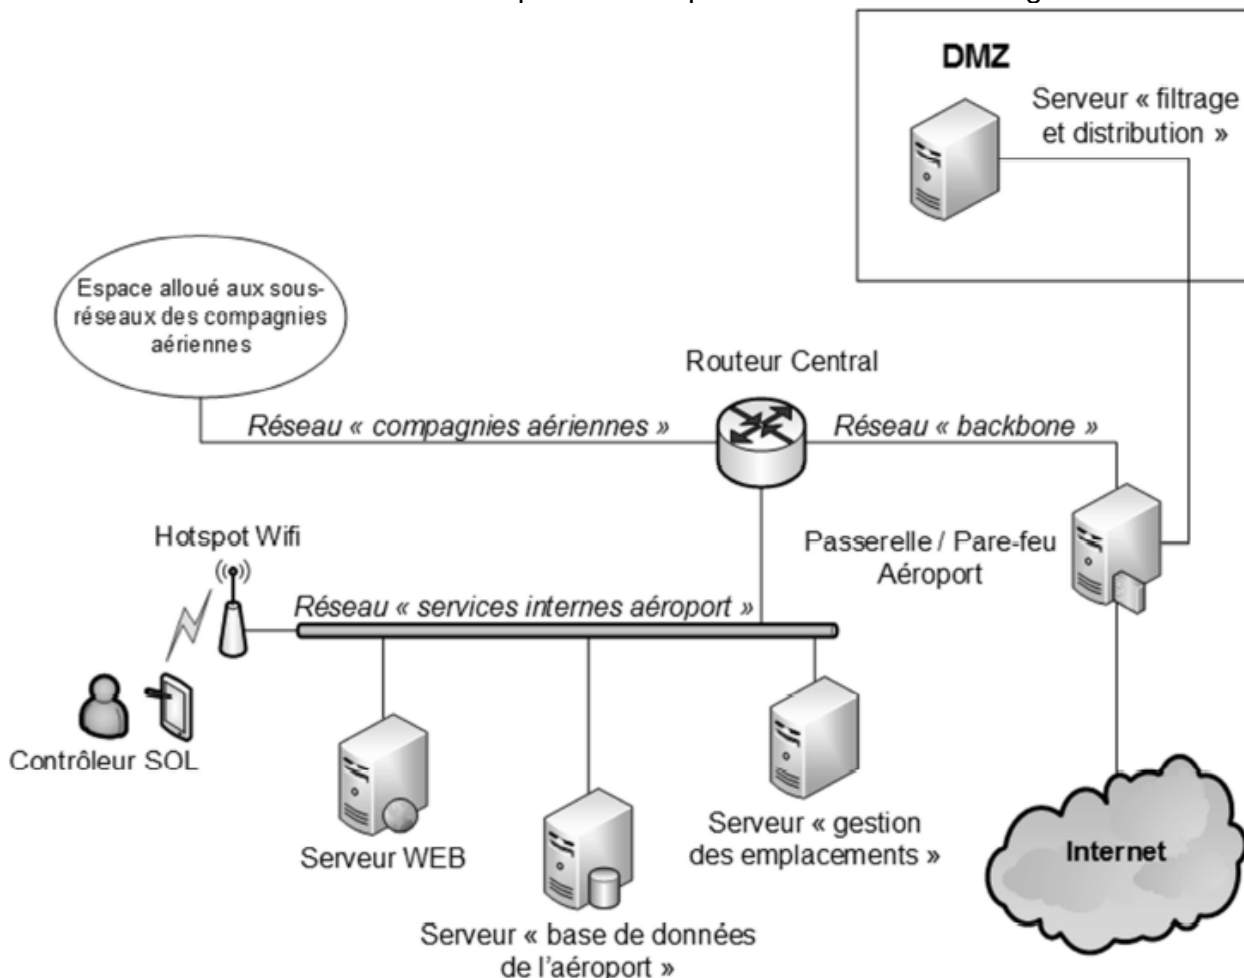 DMZ
Serveur « filtrage
et distribution »
Espace alloué aux sous-
réseaux des compagnies
aériennes
Routeur Central
Réseau « compagnies aériennes »
Réseau « backbone »
Hotspot Wifi
Passerelle / Pare-feu
Aéroport
Réseau « services internes aéroport »
Contrôleur SOL
Serveur WEB
Serveur « gestion
des emplacements »
Internet
Serveur « base de données
de l'aéroport »